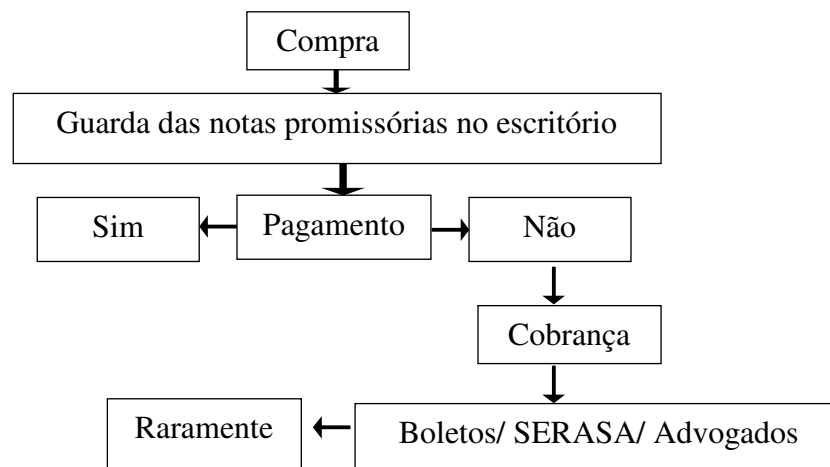 Compra
Guarda das notas promissórias no escritório
Sim
Pagamento
Não
Cobrança
Raramente
Boletos/ SERASA/ Advogados